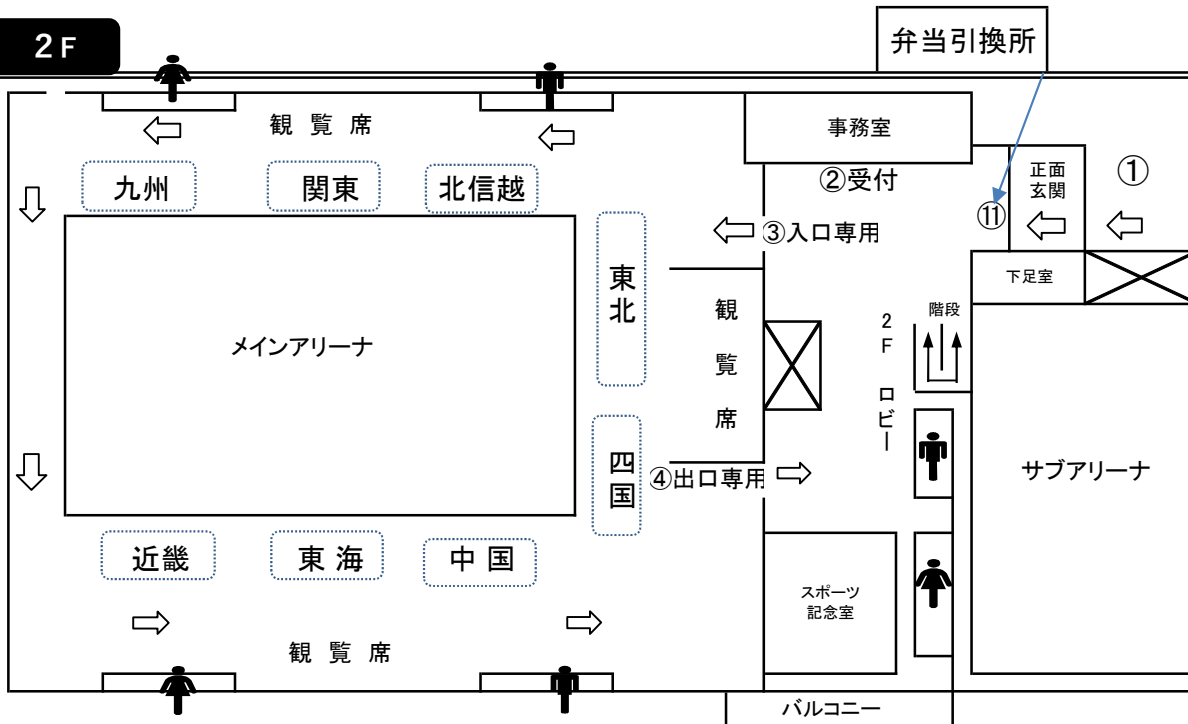 2F
弁当引換所
観 覧 席
事務室
②受付
正面
玄関
①
⑪
九州
関東
北信越
③入口専用
下足室
東北
観覧席
2Fロビー
階段
メインアリーナ
サブアリーナ
四国
④出口専用
近畿
東 海
中 国
スポーツ
記念室
観 覧 席
バルコニー